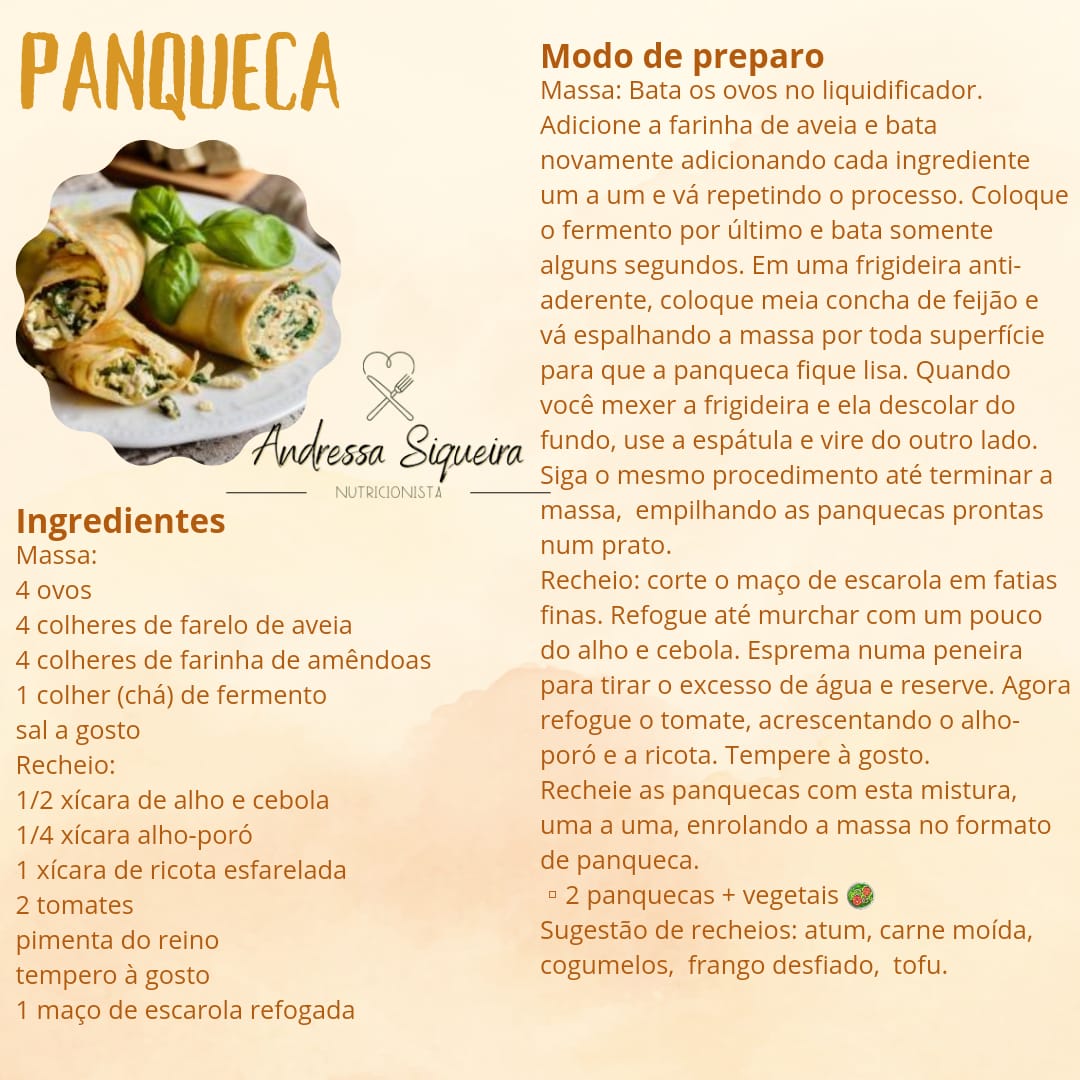 PANQUECA
Andressa Siqueira
NUTRICIONISTA
Ingredientes
Massa:
4 ovos
4 colheres de farelo de aveia
4 colheres de farinha de amêndoas
1 colher (chá) de fermento
sal a gosto
Recheio:
1/2 xícara de alho e cebola
1/4 xícara alho-poró
1 xícara de ricota esfarelada
2 tomates
pimenta do reino
tempero à gosto
1 maço de escarola refogada
Modo de preparo
Massa: Bata os ovos no liquidificador.
Adicione a farinha de aveia e bata
novamente adicionando cada ingrediente
um a um e vá repetindo o processo. Coloque
o fermento por último e bata somente
alguns segundos. Em uma frigideira anti-
aderente, coloque meia concha de feijão e
vá espalhando a massa por toda superfície
para que a panqueca fique lisa. Quando
você mexer a frigideira e ela descolar do
fundo, use a espátula e vire do outro lado.
Siga o mesmo procedimento até terminar a
massa,  empilhando as panquecas prontas
num prato.
Recheio: corte o maço de escarola em fatias
finas. Refogue até murchar com um pouco
do alho e cebola. Esprema numa peneira
para tirar o excesso de água e reserve. Agora
refogue o tomate, acrescentando o alho-
poró e a ricota. Tempere à gosto.
Recheie as panquecas com esta mistura,
uma a uma, enrolando a massa no formato
de panqueca.
▫ 2 panquecas + vegetais 🥗
Sugestão de recheios: atum, carne moída,
cogumelos,  frango desfiado,  tofu.